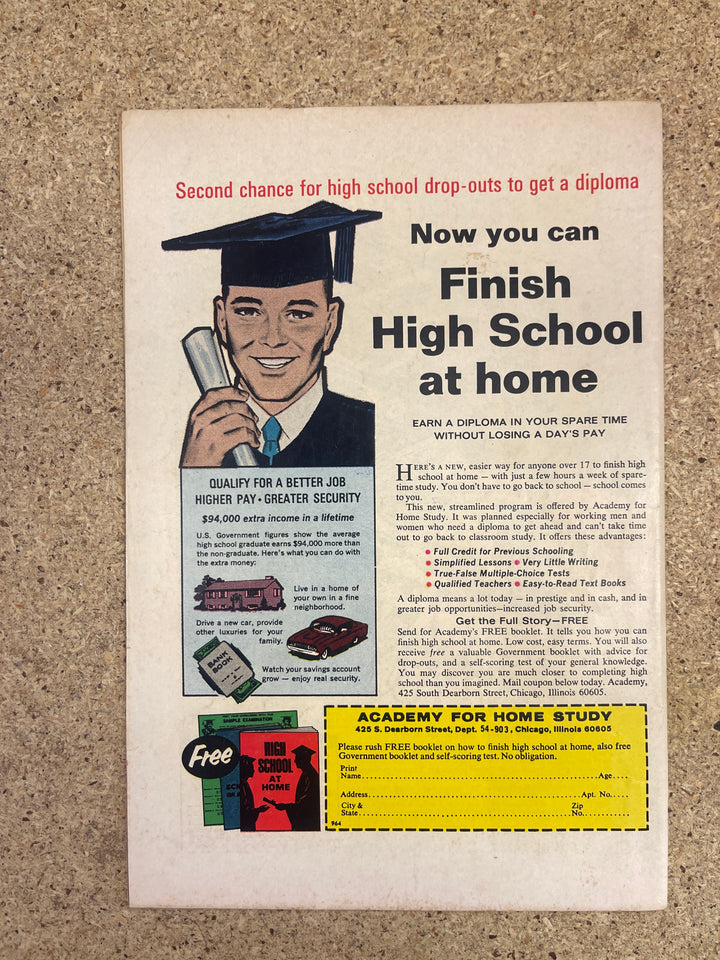 Second chance for high school drop-outs to get a diploma
Now you can
Finish
High School
at home
EARN A DIPLOMA IN YOUR SPARE TIME
WITHOUT LOSING A DAY'S PAY
HERE'S A NEW, easier way for anyone over 17 to finish high
school at home — with just a few hours a week of spare-
time study. You don't have to go back to school — school comes
to you.
This new, streamlined program is offered by Academy for
Home Study. It was planned especially for working men and
women who need a diploma to get ahead and can't take time
out to go back to classroom study. It offers these advantages:
• Full Credit for Previous Schooling
• Simplified Lessons • Very Little Writing
• True-False Multiple-Choice Tests
• Qualified Teachers • Easy-to-Read Text Books
A diploma means a lot today — in prestige and in cash, and in
greater job opportunities—increased job security.
Get the Full Story—FREE
Send for Academy's FREE booklet. It tells you how you can
finish high school at home. Low cost, easy terms. You will also
receive free a valuable Government booklet with advice for
drop-outs, and a self-scoring test of your general knowledge.
You may discover you are much closer to completing high
school than you imagined. Mail coupon below today. Academy,
425 South Dearborn Street, Chicago, Illinois 60605.
QUALIFY FOR A BETTER JOB
HIGHER PAY • GREATER SECURITY
$94,000 extra income in a lifetime
U.S. Government figures show the average
high school graduate earns $94,000 more than
the non-graduate. Here's what you can do with
the extra money:
Live in a home of
your own in a fine
neighborhood.
Drive a new car, provide
other luxuries for your
family.
BANK
BOOK
Watch your savings account
grow — enjoy real security.
SAMPLE EXAMINATION
Free
HIGH
SCHOOL
AT
HOME
ACADEMY FOR HOME STUDY
425 S. Dearborn Street, Dept. 54-903, Chicago, Illinois 60605
Please rush FREE booklet on how to finish high school at home, also free
Government booklet and self-scoring test. No obligation.
Print
Name..........Age....
Address..........Apt. No.....
City & Zip
State..........No..........
964